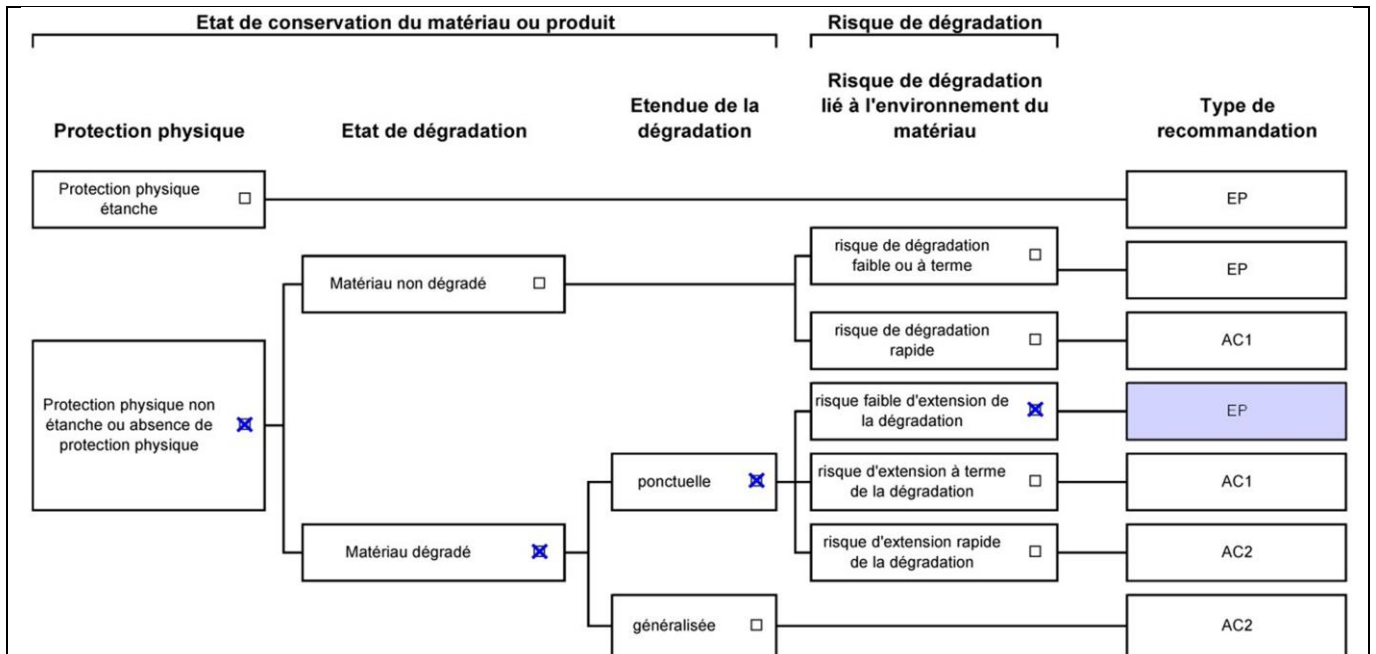 Etat de conservation du matériau ou produit
Risque de dégradation
Protection physique
Etat de dégradation
Etendue de la
dégradation
Risque de dégradation
lié à l'environnement du
matériau
Type de
recommandation
Protection physique
étanche
EP
risque de dégradation
faible ou à terme
EP
Matériau non dégradé
risque de dégradation
rapide
AC1
Protection physique non
étanche ou absence de
protection physique
risque faible d'extension de
la dégradation
EP
ponctuelle
risque d'extension à terme
de la dégradation
AC1
Matériau dégradé
risque d'extension rapide
de la dégradation
AC2
généralisée
AC2